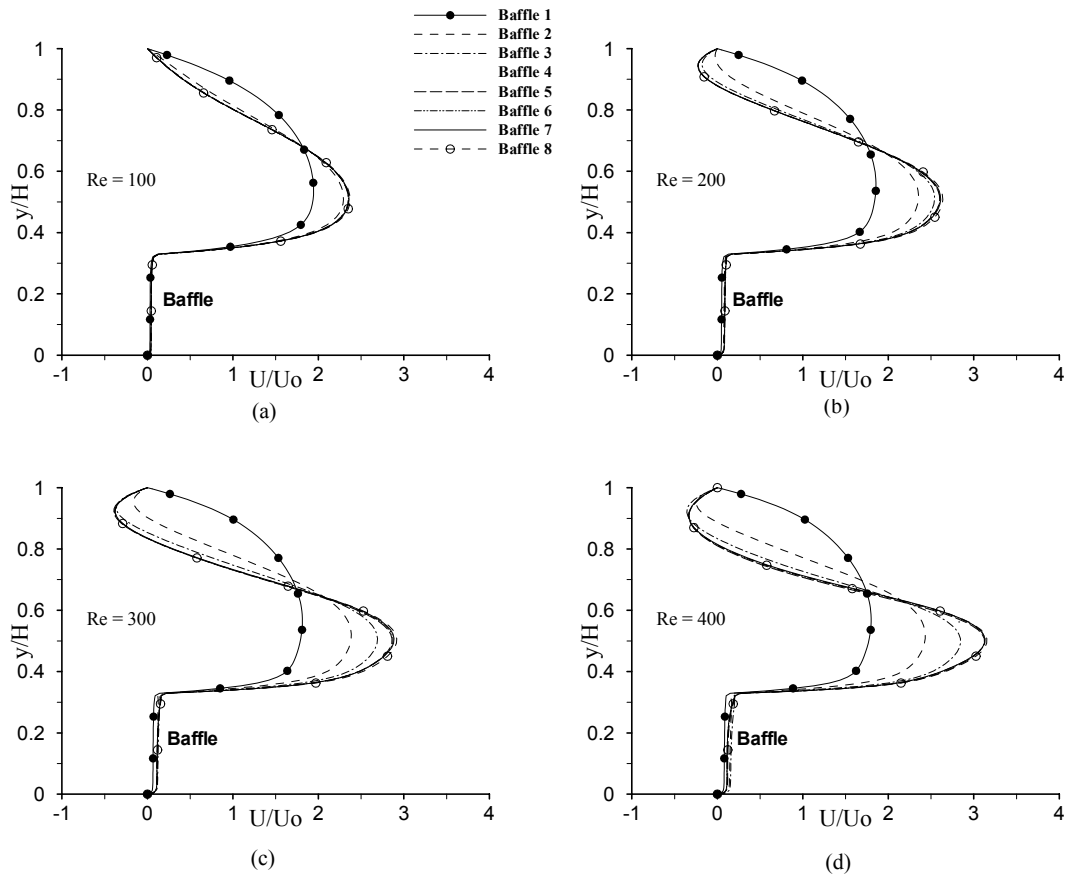 Baffle 1
Baffle 2
Baffle 3
Baffle 4
Baffle 5
Baffle 6
Baffle 7
Baffle 8
1
0.8
0.6
0.4
0.2
0
y/H
Re = 100
Baffle
-1 0 1 2 3 4
U/Uo
(a)
1
0.8
0.6
0.4
0.2
0
y/H
Re = 200
Baffle
-1 0 1 2 3 4
U/Uo
(b)
1
0.8
0.6
0.4
0.2
0
y/H
Re = 300
Baffle
-1 0 1 2 3 4
U/Uo
(c)
1
0.8
0.6
0.4
0.2
0
y/H
Re = 400
Baffle
-1 0 1 2 3 4
U/Uo
(d)